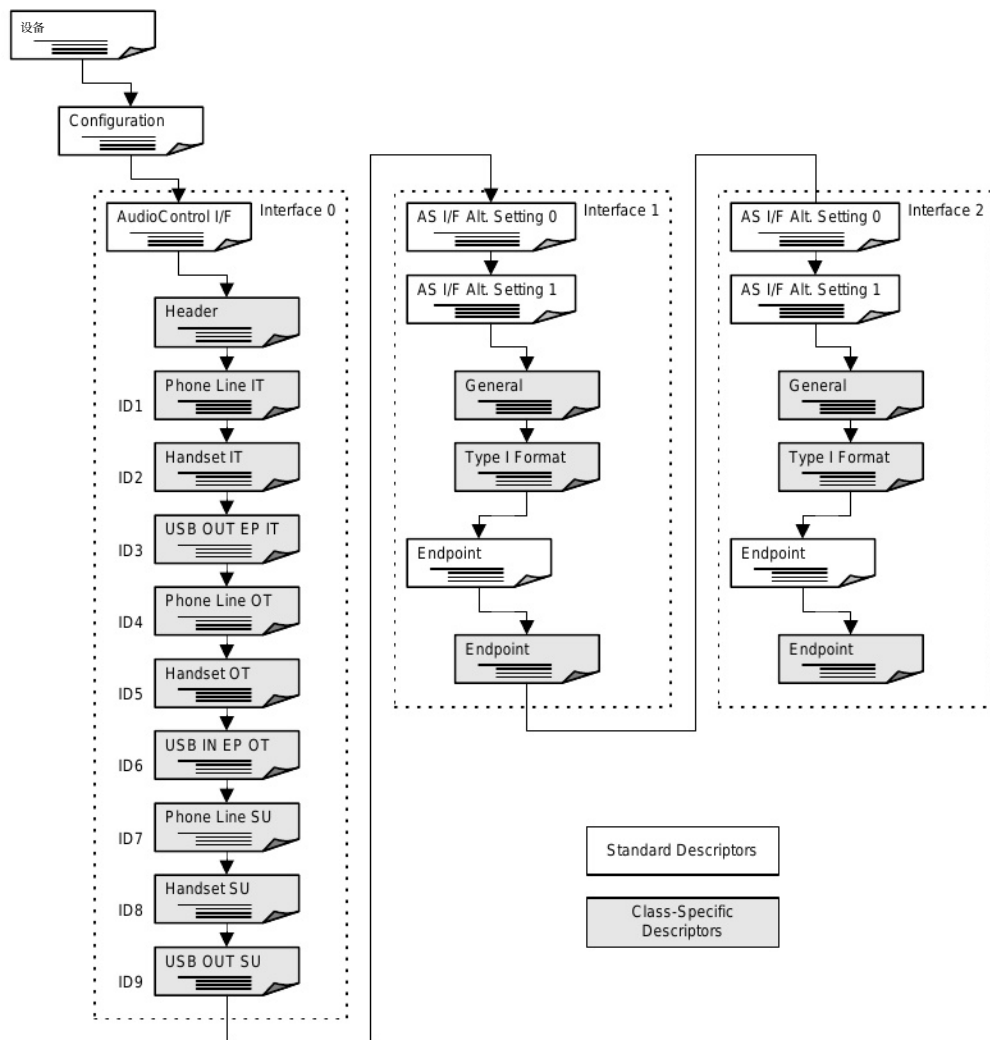 设备
Configuration
AudioControl I/F
Interface 0
Header
Phone Line IT
ID1
Handset IT
ID2
USB OUT EP IT
ID3
Phone Line OT
ID4
Handset OT
ID5
USB IN EP OT
ID6
Phone Line SU
ID7
Handset SU
ID8
USB OUT SU
ID9
AS I/F Alt. Setting 0
Interface 1
AS I/F Alt. Setting 1
General
Type I Format
Endpoint
Endpoint
AS I/F Alt. Setting 0
Interface 2
AS I/F Alt. Setting 1
General
Type I Format
Endpoint
Endpoint
Standard Descriptors
Class-Specific
Descriptors